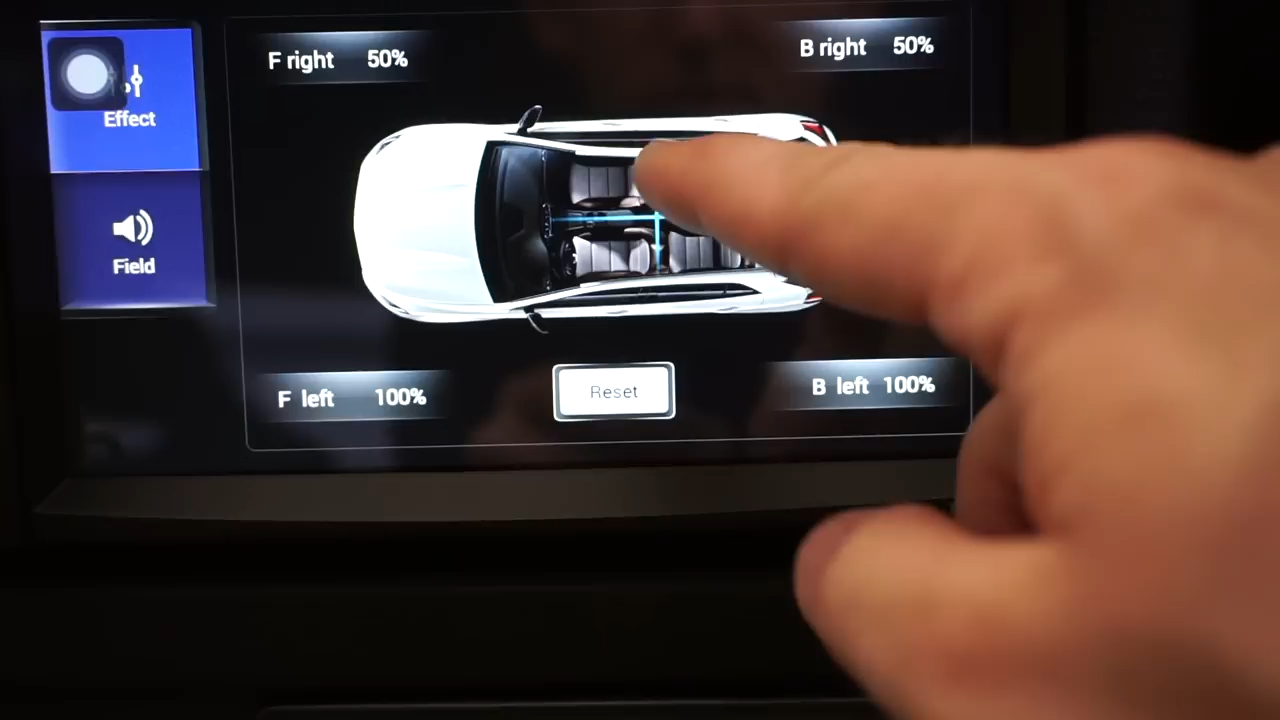 F right 50%
B right 50%
Effect
Field
F left 100%
Reset
B left 100%